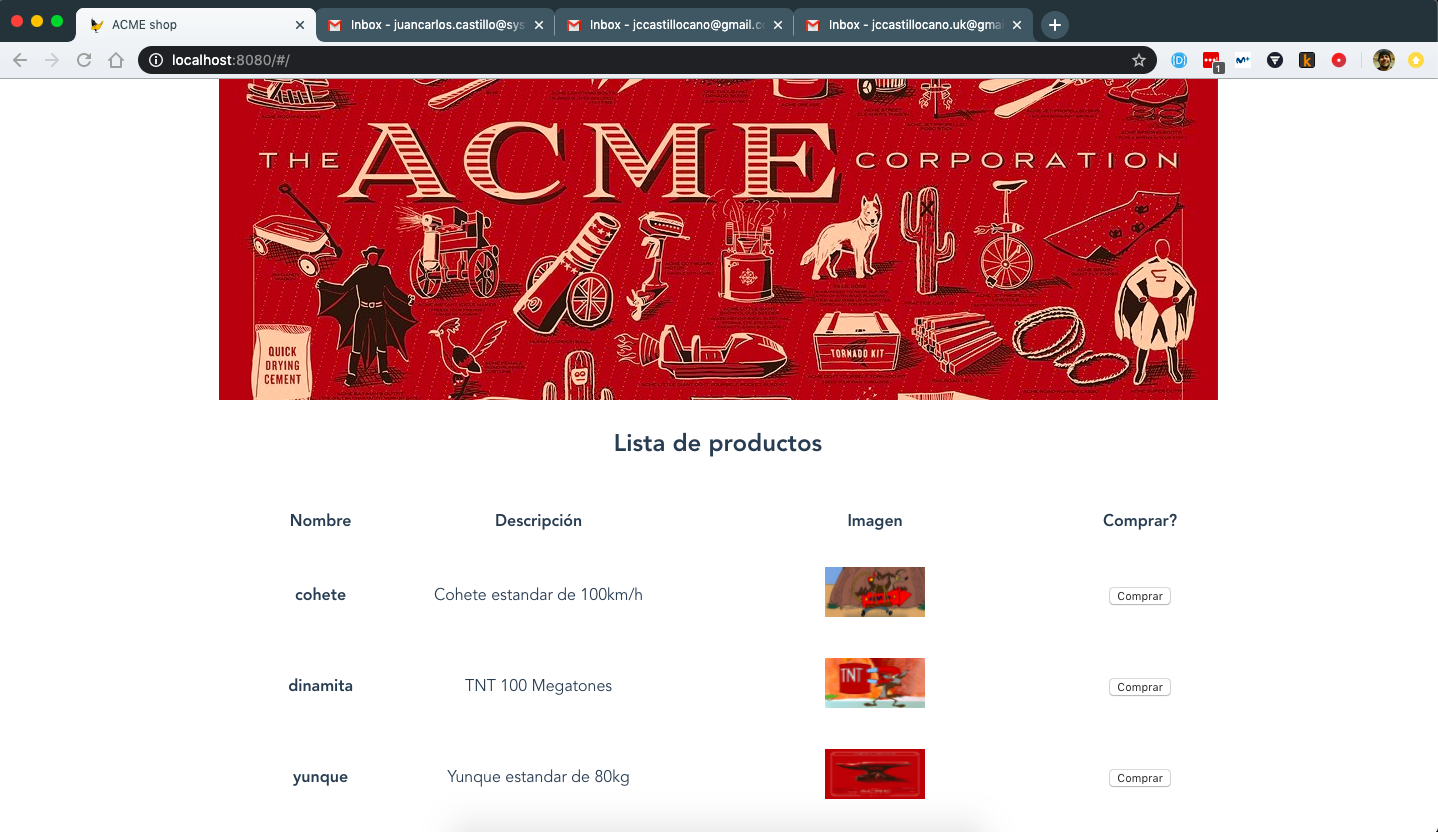 ACME shop
Inbox - juancarlos.castillo@sys
Inbox - jccastillocano@gmail.c
Inbox - jccastillocano.uk@gma
localhost:8080/#/
1
THE ACME CORPORATION
QUICK
DRYING
CEMENT
TORNADO KIT
Lista de productos
Nombre Descripción Imagen Comprar?
cohete Cohete estandar de 100km/h Comprar
dinamita TNT 100 Megatones TNT Comprar
yunque Yunque estandar de 80kg Comprar